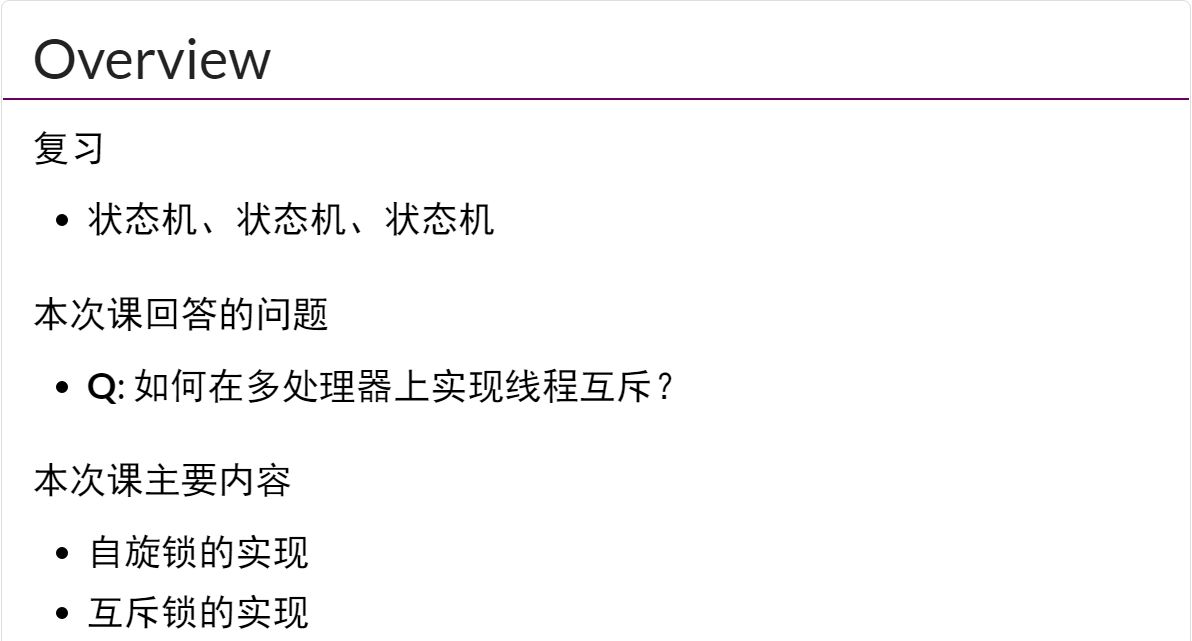 Overview
复习
状态机、状态机、状态机
本次课回答的问题
Q: 如何在多处理器上实现线程互斥？
本次课主要内容
自旋锁的实现
互斥锁的实现